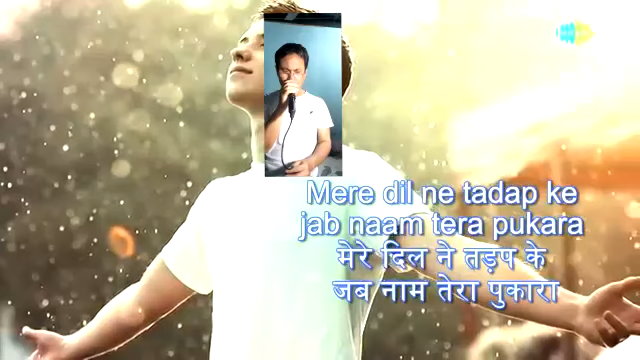 Mere dil ne tadap ke
jab naam tera pukara
मेरे दिल ने तड़प के
जब नाम तेरा पुकारा